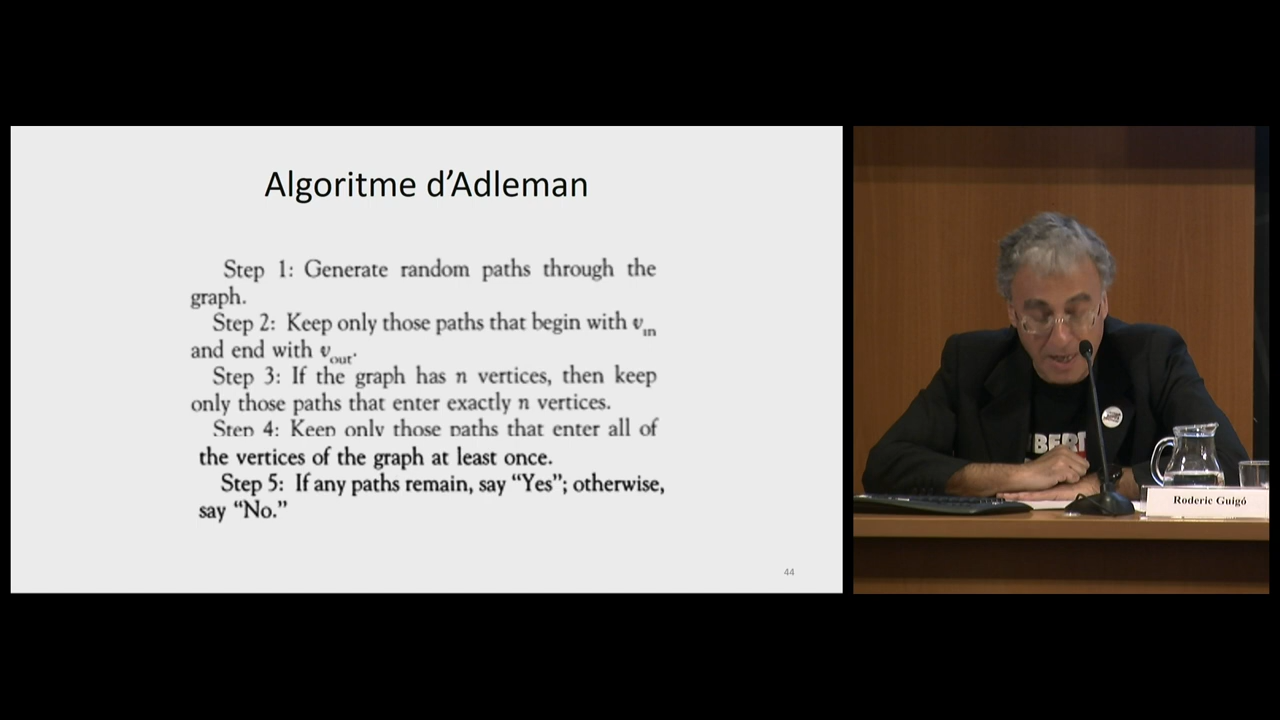 Algoritme d'Adleman
Step 1: Generate random paths through the
graph.
Step 2: Keep only those paths that begin with v_in
and end with v_out.
Step 3: If the graph has n vertices, then keep
only those paths that enter exactly n vertices.
Step 4: Keep only those paths that enter all of
the vertices of the graph at least once.
Step 5: If any paths remain, say “Yes”; otherwise,
say “No.”
44
Roderic Guigó